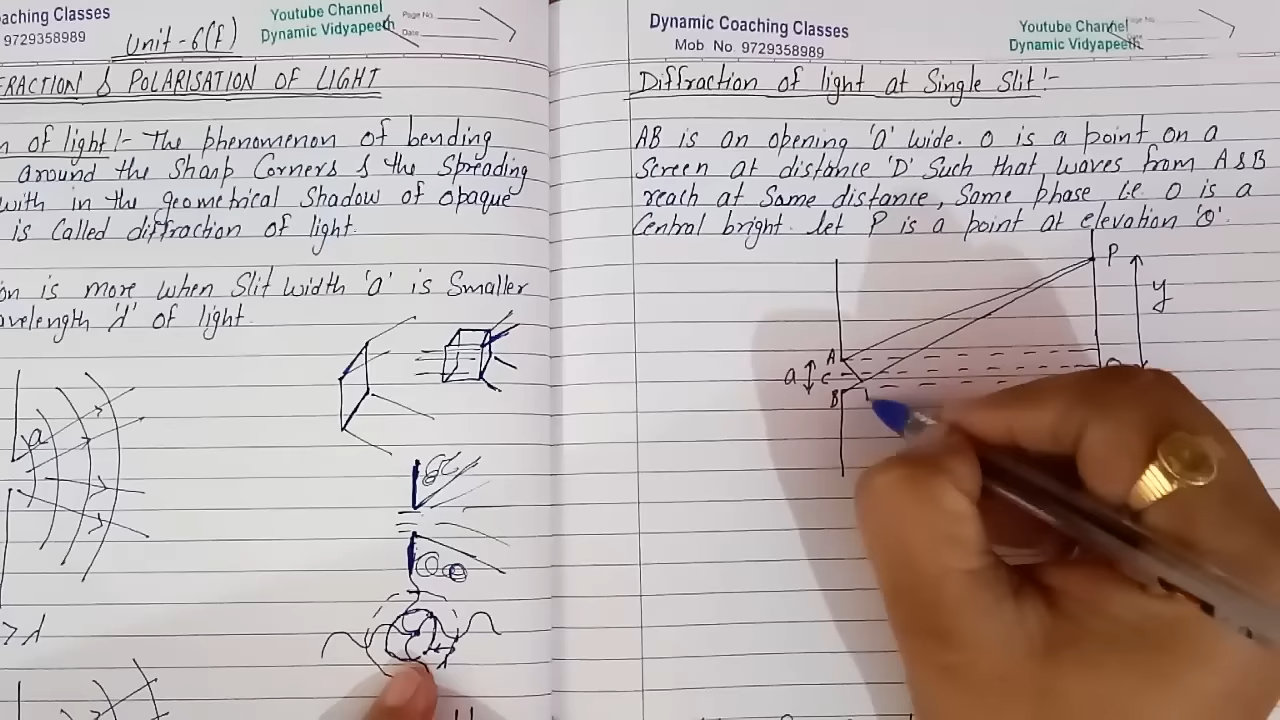 aching Classes
9729358989
Unit-6(f)
Youtube Channel
Dynamic Vidyapeeth
Page No.
Date
RACTION & POLARISATION OF LIGHT
n of light:- The phenomenon of bending
around the Sharp Corners & the Spreading
with in the geometrical Shadow of opaque
is Called diffraction of light.
on is more when Slit width 'a' is Smaller
avelength 'λ' of light.
a
>λ
Dynamic Coaching Classes
Mob No. 9729358989
Youtube Channel
Dynamic Vidyapeeth
Diffraction of light at Single Slit:-
AB is an opening 'a' wide. O is a point on a
Screen at distance 'D' Such that waves from A&B
reach at Same distance, Same phase i.e. O is a
Central bright. let P is a point at elevation 'θ'.
P
y
A
a C
B